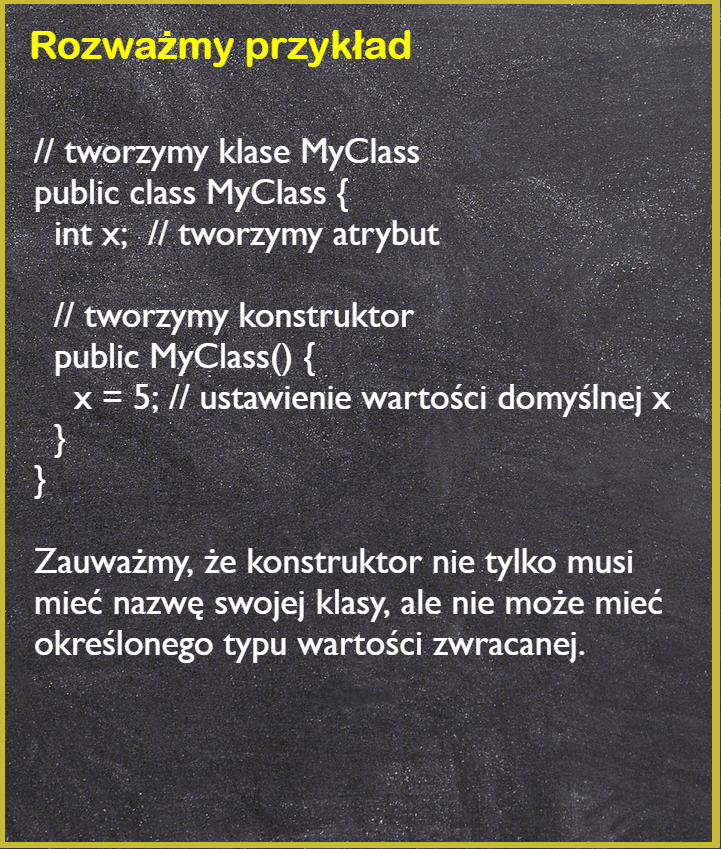 Rozważmy przykład
// tworzymy klase MyClass
public class MyClass {
int x;  // tworzymy atrybut
// tworzymy konstruktor
public MyClass() {
x = 5; // ustawienie wartości domyślnej x
}
}
Zauważmy, że konstruktor nie tylko musi
mieć nazwę swojej klasy, ale nie może mieć
określonego typu wartości zwracanej.